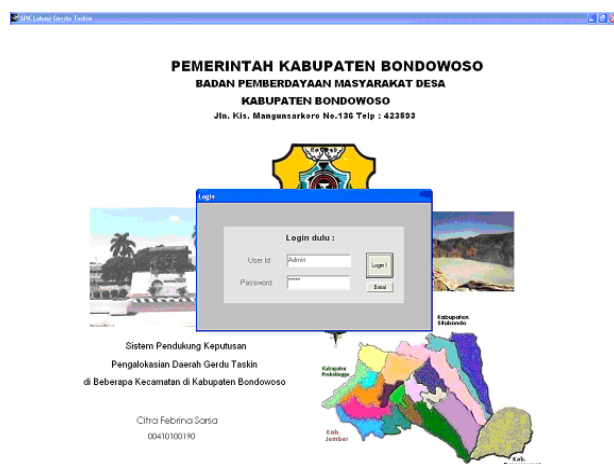 SPK Lokasi Gerdu Taskin
PEMERINTAH KABUPATEN BONDOWOSO
BADAN PEMBERDAYAAN MASYARAKAT DESA
KABUPATEN BONDOWOSO
Jln. Kis. Mangunsarkoro No.136 Telp : 423593
Login
Login dulu :
User Id
Admin
Login !
Password
*****
Batal
Kabupaten
Situbondo
Sistem Pendukung Keputusan
Pengalokasian Daerah Gerdu Taskin
di Beberapa Kecamatan di Kabupaten Bondowoso
Kabupaten
Probolinggo
Citra Febrina Sarsa
00410100190
Kab.
Jember
Kab.